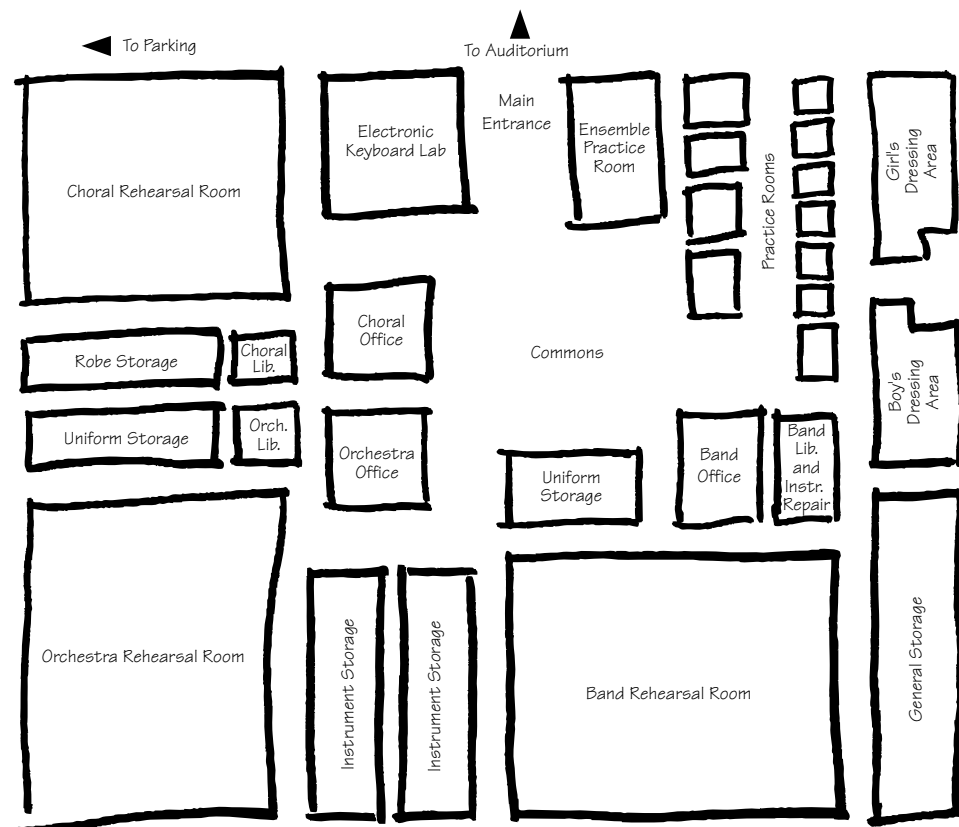 To Parking
To Auditorium
Main
Entrance
Choral Rehearsal Room
Electronic
Keyboard Lab
Ensemble
Practice
Room
Practice Rooms
Girl's
Dressing
Area
Choral
Office
Commons
Robe Storage
Choral
Lib.
Boy's
Dressing
Area
Uniform Storage
Orch.
Lib.
Orchestra
Office
Uniform
Storage
Band
Office
Band
Lib.
and
Instr.
Repair
Orchestra Rehearsal Room
Instrument Storage
Instrument Storage
Band Rehearsal Room
General Storage